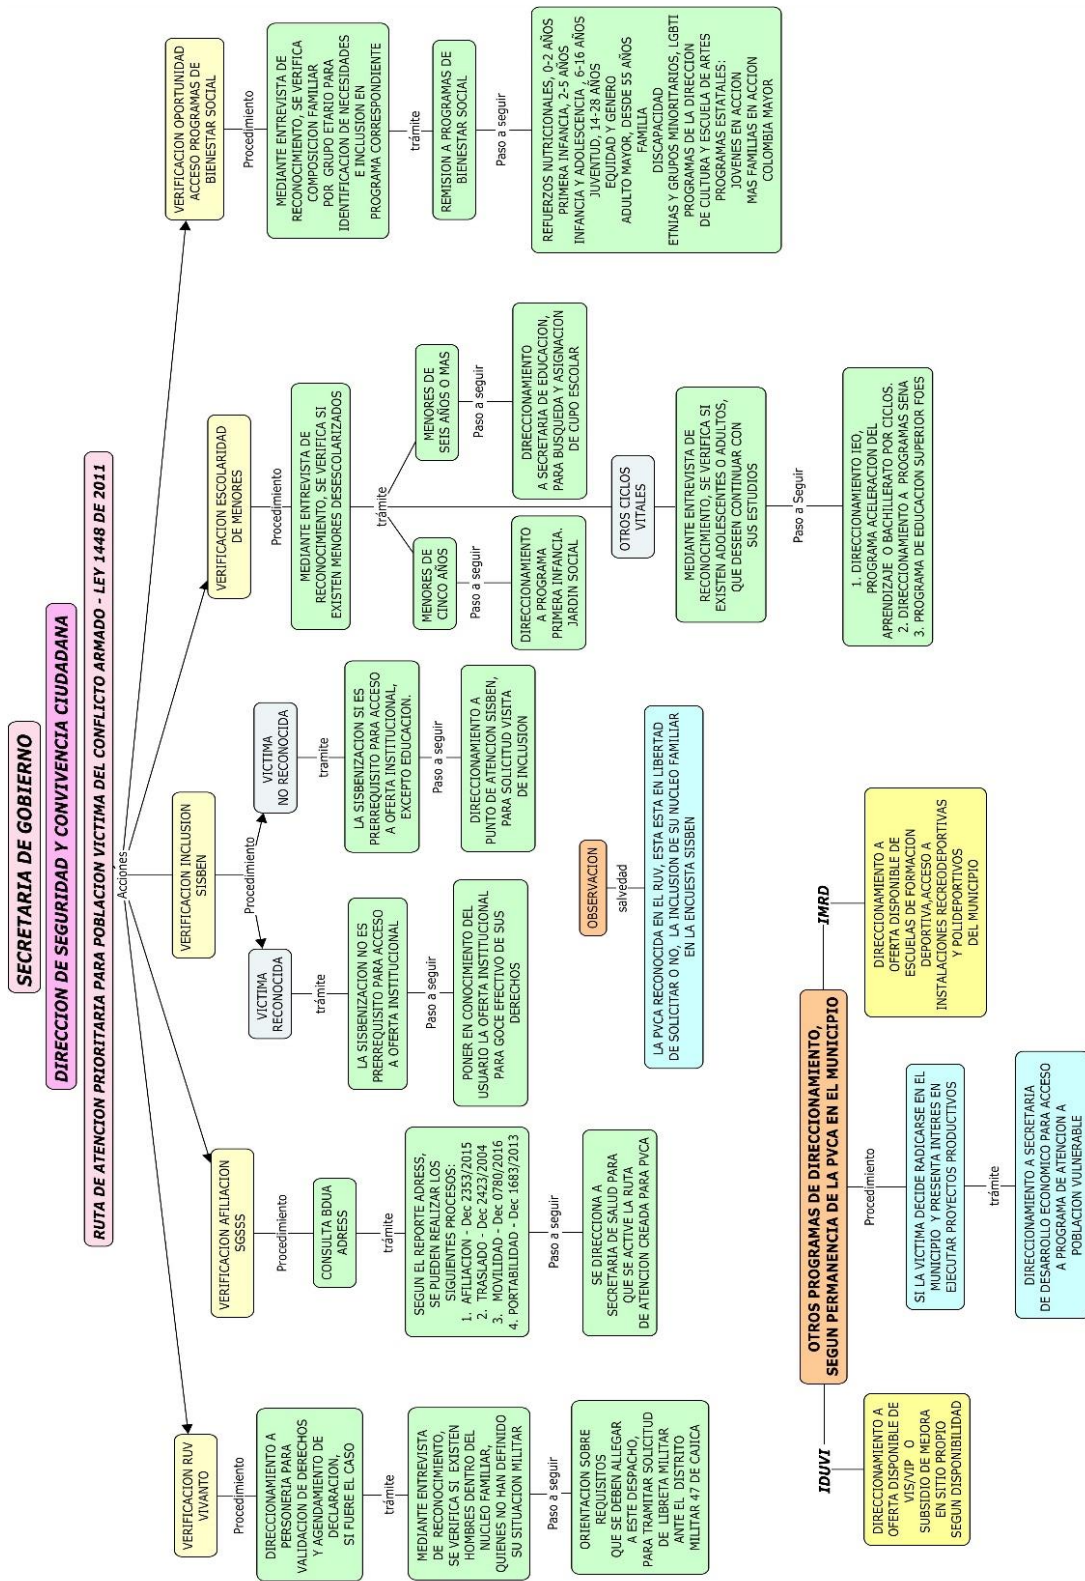 SECRETARIA DE GOBIERNO
DIRECCION DE SEGURIDAD Y CONVIVENCIA CIUDADANA
RUTA DE ATENCION PRIORITARIA PARA POBLACION VICTIMA DEL CONFLICTO ARMADO - LEY 1448 DE 2011
Acciones
VERIFICACION RUV
VIVANTO
Procedimiento
DIRECCIONAMIENTO A
PERSONERIA PARA
VALIDACION DE DERECHOS
Y AGENDAMIENTO DE
DECLARACION,
SI FUERE EL CASO
trámite
MEDIANTE ENTREVISTA
DE RECONOCIMIENTO,
SE VERIFICA SI EXISTEN
HOMBRES DENTRO DEL
NUCLEO FAMILIAR,
QUIENES NO HAN DEFINIDO
SU SITUACION MILITAR
Paso a seguir
ORIENTACION SOBRE
REQUISITOS
QUE SE DEBEN ALLEGAR
A ESTE DESPACHO,
PARA TRAMITAR SOLICITUD
DE LIBRETA MILITAR
ANTE EL DISTRITO
MILITAR 47 DE CAJICA
VERIFICACION AFILIACION
SGSSS
Procedimiento
CONSULTA BDUA
ADRESS
trámite
SEGUN EL REPORTE ADRESS,
SE PUEDEN REALIZAR LOS
SIGUIENTES PROCESOS:
1. AFILIACION - Dec 2353/2015
2. TRASLADO - Dec 2423/2004
3. MOVILIDAD - Dec 0780/2016
4. PORTABILIDAD - Dec 1683/2013
Paso a seguir
SE DIRECCIONA A
SECRETARIA DE SALUD PARA
QUE SE ACTIVE LA RUTA
DE ATENCION CREADA PARA PVCA
VERIFICACION INCLUSION
SISBEN
Procedimiento
VICTIMA
RECONOCIDA
trámite
LA SISBENIZACION NO ES
PRERREQUISITO PARA ACCESO
A OFERTA INSTITUCIONAL
Paso a seguir
PONER EN CONOCIMIENTO DEL
USUARIO LA OFERTA INSTITUCIONAL
PARA GOCE EFECTIVO DE SUS
DERECHOS
VICTIMA
NO RECONOCIDA
tramite
LA SISBENIZACION SI ES
PRERREQUISITO PARA ACCESO
A OFERTA INSTITUCIONAL,
EXCEPTO EDUCACION.
Paso a seguir
DIRECCIONAMIENTO A
PUNTO DE ATENCION SISBEN,
PARA SOLICITUD VISITA
DE INCLUSION
OBSERVACION
salvedad
LA PVCA RECONOCIDA EN EL RUV, ESTA ESTA EN LIBERTAD
DE SOLICITAR O NO, LA INCLUSION DE SU NUCLEO FAMILIAR
EN LA ENCUESTA SISBEN
VERIFICACION ESCOLARIDAD
DE MENORES
Procedimiento
MEDIANTE ENTREVISTA DE
RECONOCIMIENTO, SE VERIFICA SI
EXISTEN MENORES DESESCOLARIZADOS
trámite
MENORES DE
CINCO AÑOS
Paso a seguir
DIRECCIONAMIENTO
A PROGRAMA
PRIMERA INFANCIA.
JARDIN SOCIAL
MENORES DE
SEIS AÑOS O MAS
Paso a seguir
DIRECCIONAMIENTO
A SECRETARIA DE EDUCACION,
PARA BUSQUEDA Y ASIGNACION
DE CUPO ESCOLAR
OTROS CICLOS
VITALES
MEDIANTE ENTREVISTA DE
RECONOCIMIENTO, SE VERIFICA SI
EXISTEN ADOLESCENTES O ADULTOS,
QUE DESEEN CONTINUAR CON
SUS ESTUDIOS
Paso a Seguir
1. DIRECCIONAMIENTO IEO,
PROGRAMA ACELERACION DEL
APRENDIZAJE O BACHILLERATO POR CICLOS.
2. DIRECCIONAMIENTO A PROGRAMAS SENA
3. PROGRAMA DE EDUCACION SUPERIOR FOES
VERIFICACION OPORTUNIDAD
ACCESO PROGRAMAS DE
BIENESTAR SOCIAL
Procedimiento
MEDIANTE ENTREVISTA DE
RECONOCIMIENTO, SE VERIFICA
COMPOSICION FAMILIAR
POR GRUPO ETARIO PARA
IDENTIFICACION DE NECESIDADES
E INCLUSION EN
PROGRAMA CORRESPONDIENTE
trámite
REMISION A PROGRAMAS DE
BIENESTAR SOCIAL
Paso a seguir
REFUERZOS NUTRICIONALES, 0-2 AÑOS
PRIMERA INFANCIA, 2-5 AÑOS
INFANCIA Y ADOLESCENCIA , 6-16 AÑOS
JUVENTUD, 14-28 AÑOS
EQUIDAD Y GENERO
ADULTO MAYOR, DESDE 55 AÑOS
FAMILIA
DISCAPACIDAD
ETNIAS Y GRUPOS MINORITARIOS, LGBTI
PROGRAMAS DE LA DIRECCION
DE CULTURA Y ESCUELA DE ARTES
PROGRAMAS ESTATALES:
JOVENES EN ACCION
MAS FAMILIAS EN ACCION
COLOMBIA MAYOR
OTROS PROGRAMAS DE DIRECCIONAMIENTO,
SEGUN PERMANENCIA DE LA PVCA EN EL MUNICIPIO
IDUVI
DIRECCIONAMIENTO A
OFERTA DISPONIBLE DE
VIS/VIP O
SUBSIDIO DE MEJORA
EN SITIO PROPIO
SEGUN DISPONIBILIDAD
Procedimiento
SI LA VICTIMA DECIDE RADICARSE EN EL
MUNICIPIO Y PRESENTA INTERES EN
EJECUTAR PROYECTOS PRODUCTIVOS
trámite
DIRECCIONAMIENTO A SECRETARIA
DE DESARROLLO ECONOMICO PARA ACCESO
A PROGRAMA DE ATENCION A
POBLACION VULNERABLE
IMRD
DIRECCIONAMIENTO A
OFERTA DISPONIBLE DE
ESCUELAS DE FORMACION
DEPORTIVA,ACCESO A
INSTALACIONES RECREODEPORTIVAS
Y POLIDEPORTIVOS
DEL MUNICIPIO